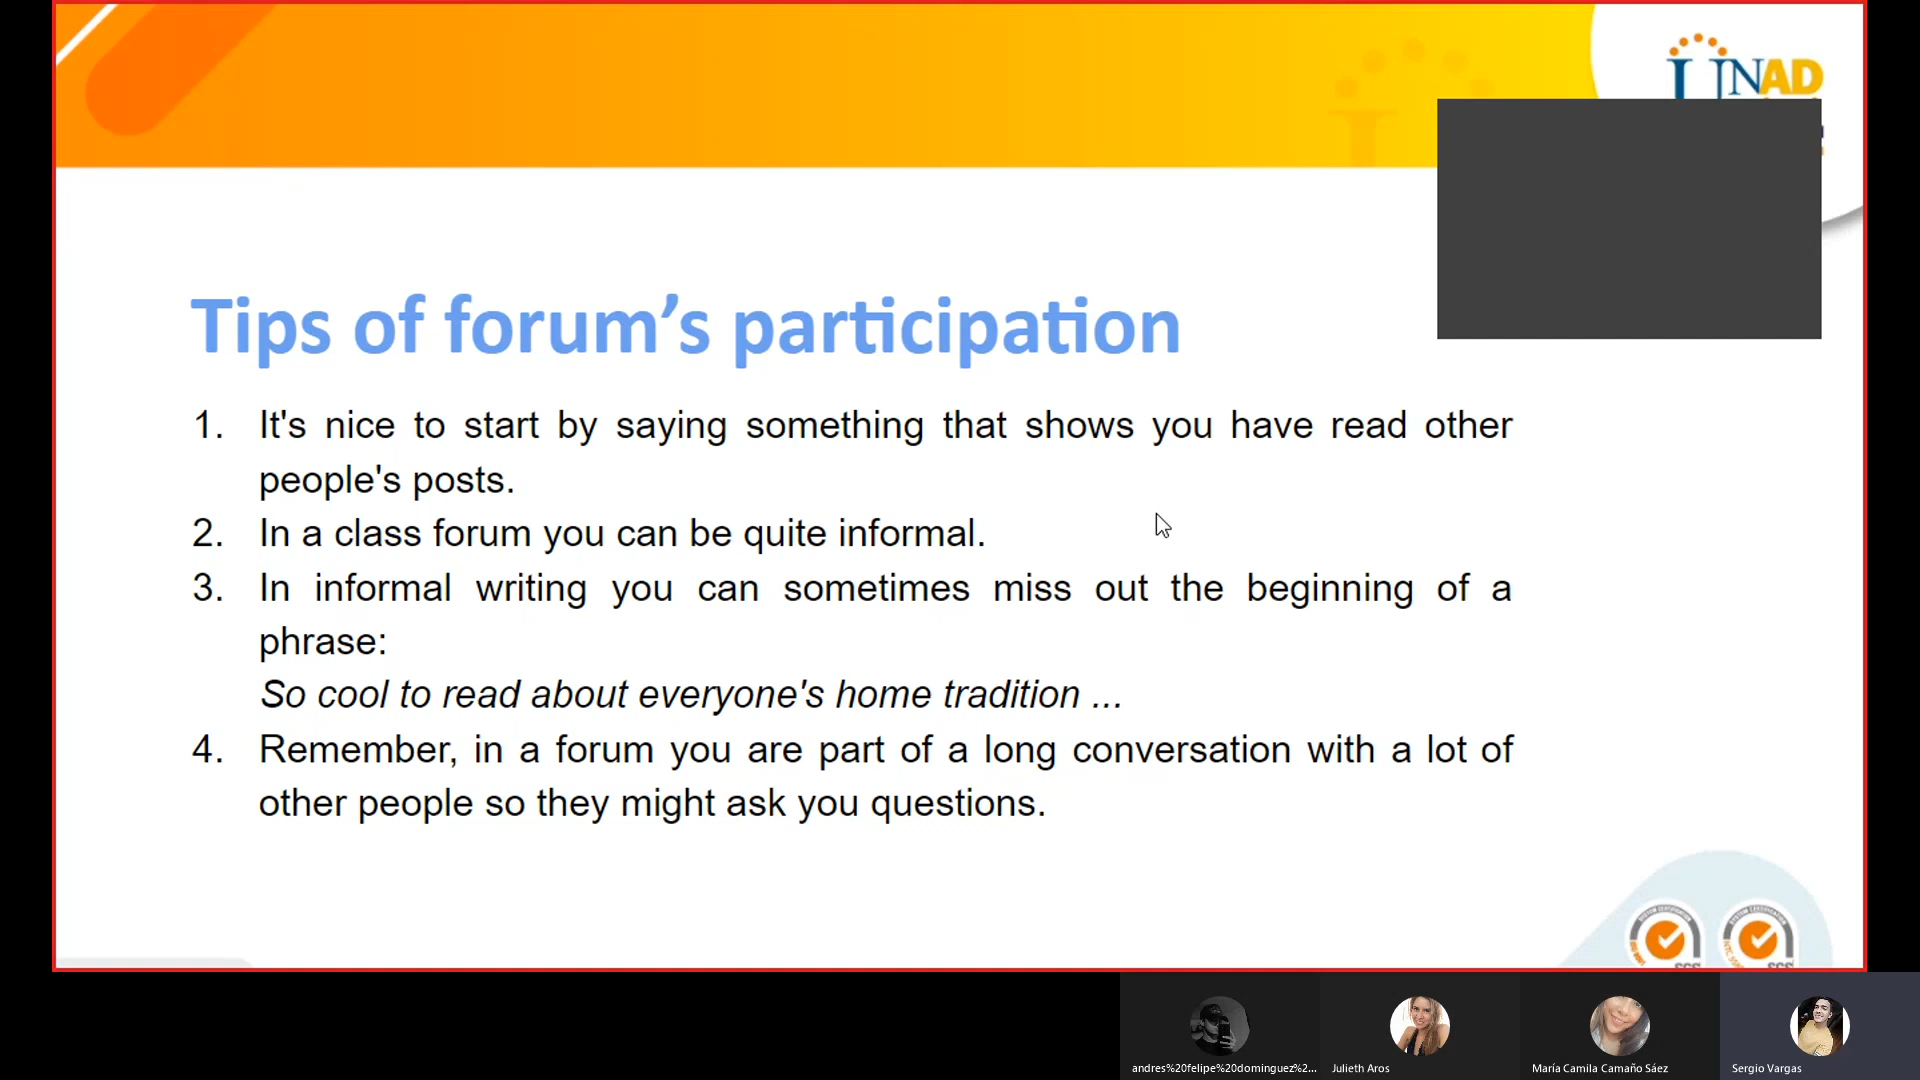 UNAD
Tips of forum’s participation
1. It's nice to start by saying something that shows you have read other
people's posts.
2. In a class forum you can be quite informal.
3. In informal writing you can sometimes miss out the beginning of a
phrase:
So cool to read about everyone's home tradition ...
4. Remember, in a forum you are part of a long conversation with a lot of
other people so they might ask you questions.
SGS SGS
andres%20felipe%20dominguez%2... Julieth Aros María Camila Camaño Sáez Sergio Vargas